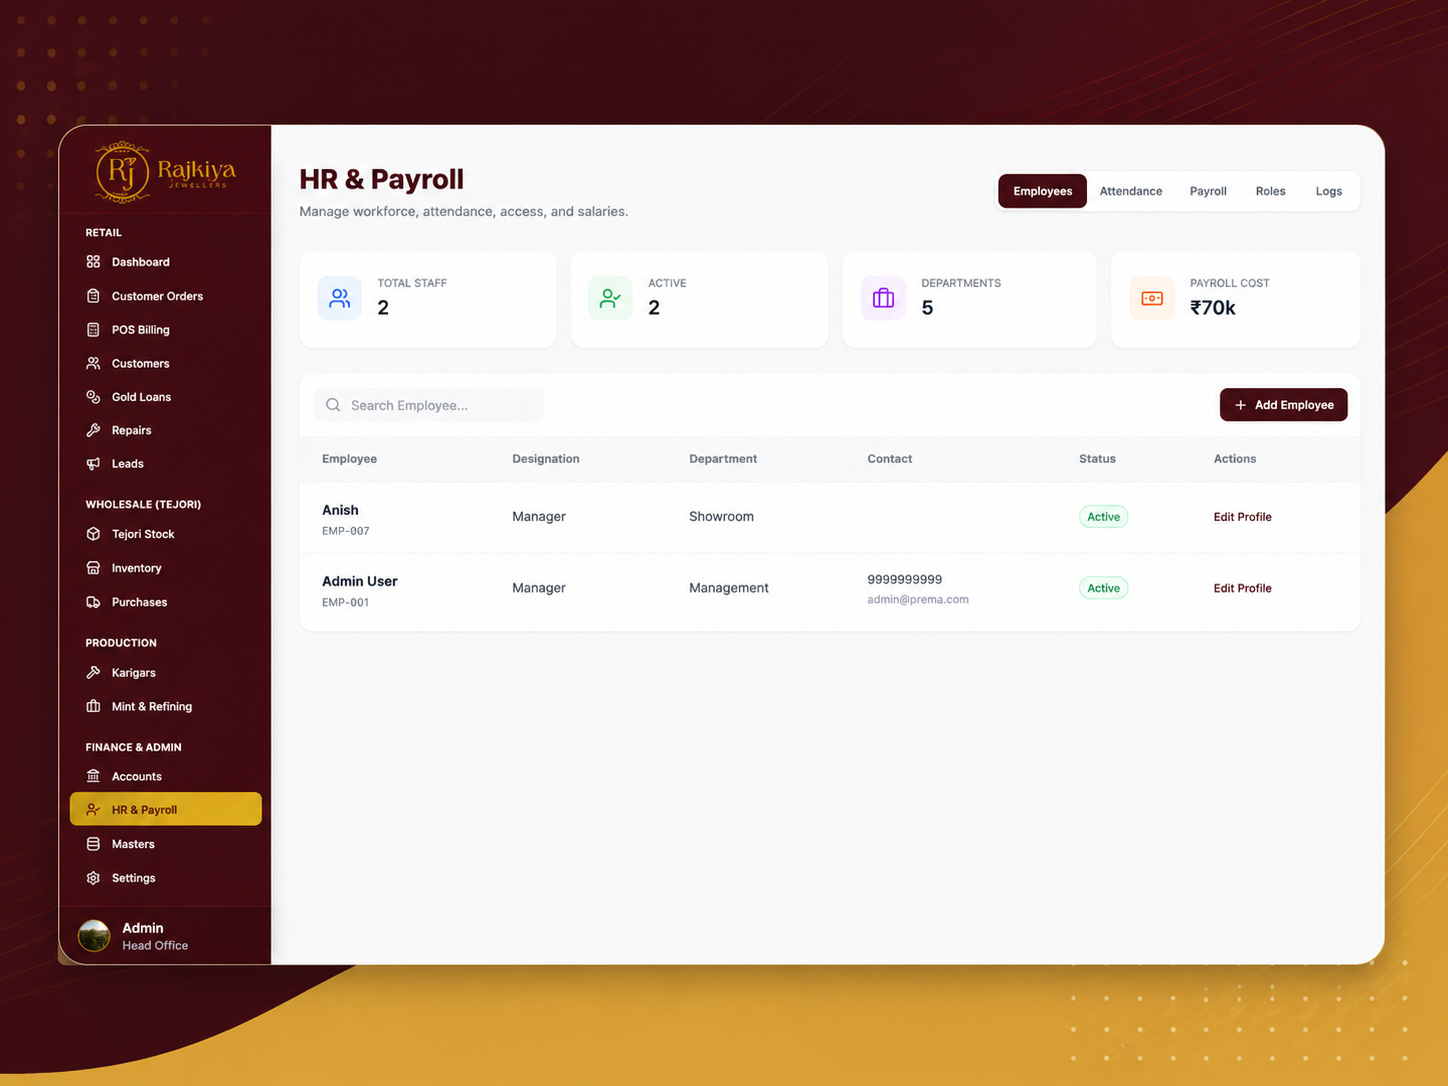 RJ Rajkiya
JEWELLERS
RETAIL
Dashboard
Customer Orders
POS Billing
Customers
Gold Loans
Repairs
Leads
WHOLESALE (TEJORI)
Tejori Stock
Inventory
Purchases
PRODUCTION
Karigars
Mint & Refining
FINANCE & ADMIN
Accounts
HR & Payroll
Masters
Settings
Admin
Head Office
HR & Payroll
Manage workforce, attendance, access, and salaries.
Employees Attendance Payroll Roles Logs
TOTAL STAFF
2
ACTIVE
2
DEPARTMENTS
5
PAYROLL COST
₹70k
Search Employee...
+ Add Employee
Employee Designation Department Contact Status Actions
Anish
EMP-007
Manager Showroom Active Edit Profile
Admin User
EMP-001
Manager Management
9999999999
admin@prema.com
Active Edit Profile